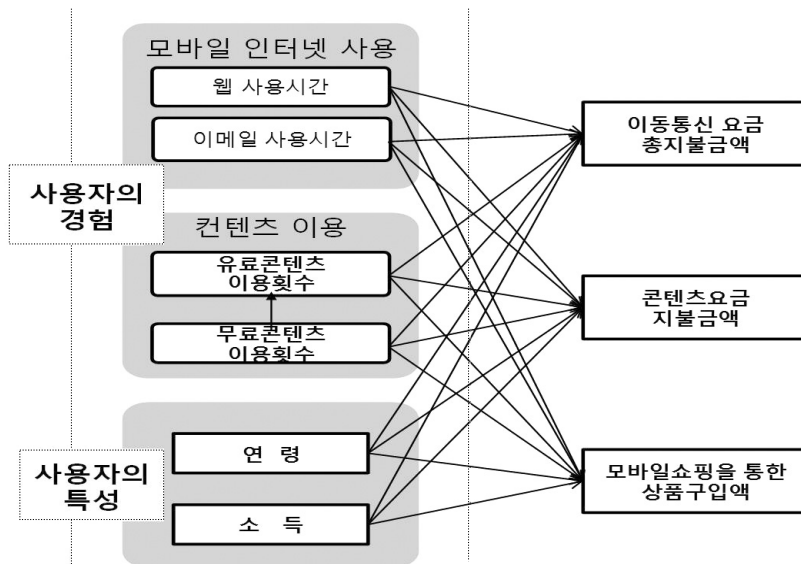 모바일 인터넷 사용
웹 사용시간
이메일 사용시간
사용자의
경험
컨텐츠 이용
유료콘텐츠
이용횟수
무료콘텐츠
이용횟수
사용자의
특성
연 령
소 득
이동통신 요금
총지불금액
콘텐츠요금
지불금액
모바일쇼핑을 통한
상품구입액